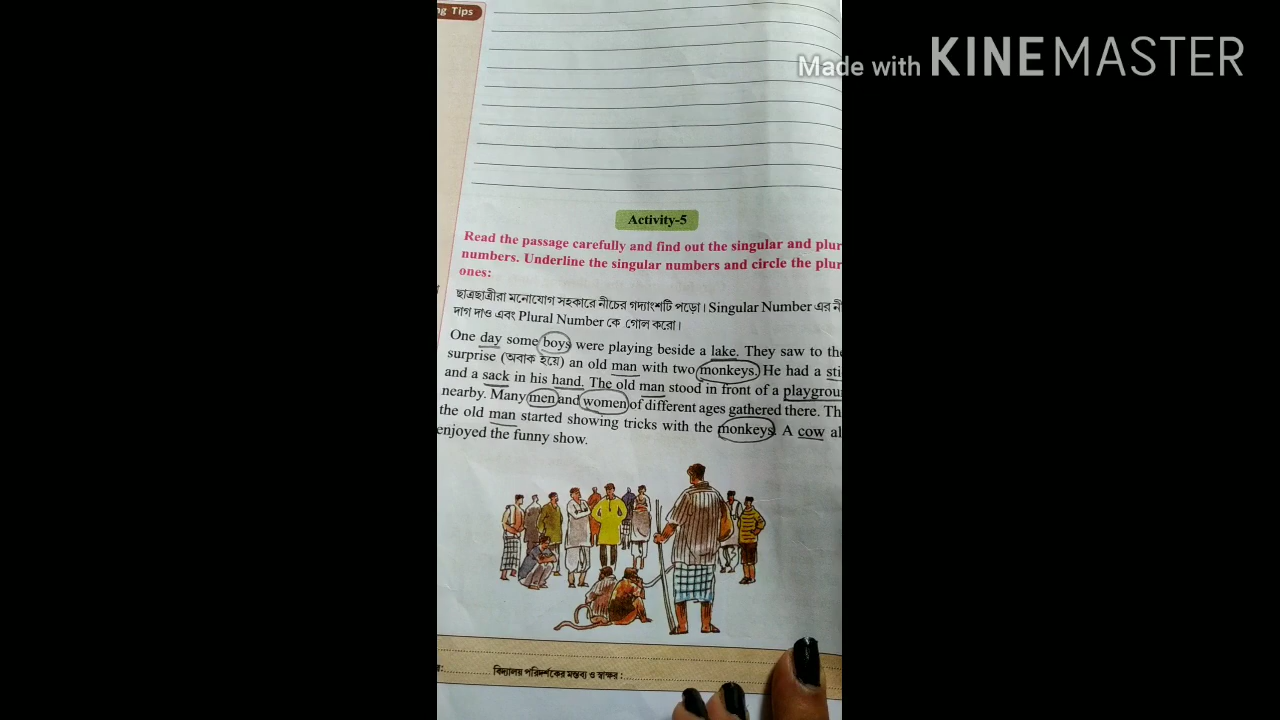 ng Tips
Made with KINEMASTER
Activity-5
Read the passage carefully and find out the singular and plur
numbers. Underline the singular numbers and circle the plur
ones:
ছাত্রছাত্রীরা মনোযোগ সহকারে নীচের গদ্যাংশটি পড়ো। Singular Number এর নী
দাগ দাও এবং Plural Number কে গোল করো।
One day some boys were playing beside a lake. They saw to the
surprise (অবাক হয়ে) an old man with two monkeys. He had a sti
and a sack in his hand. The old man stood in front of a playgrou
nearby. Many men and women of different ages gathered there. Th
the old man started showing tricks with the monkeys. A cow al
enjoyed the funny show.
বিদ্যালয় পরিদর্শকের মন্তব্য ও স্বাক্ষর :